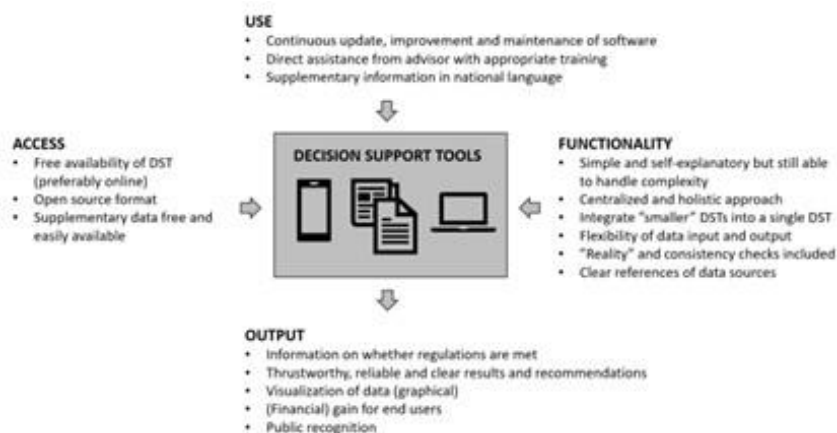 USE
• Continuous update, improvement and maintenance of software
• Direct assistance from advisor with appropriate training
• Supplementary information in national language
ACCESS
• Free availability of DST
(preferably online)
• Open source format
• Supplementary data free and
easily available
DECISION SUPPORT TOOLS
FUNCTIONALITY
• Simple and self-explanatory but still able
to handle complexity
• Centralized and holistic approach
• Integrate "smaller" DSTs into a single DST
• Flexibility of data input and output
• "Reality" and consistency checks included
• Clear references of data sources
OUTPUT
• Information on whether regulations are met
• Thrustworthy, reliable and clear results and recommendations
• Visualization of data (graphical)
• (Financial) gain for end users
• Public recognition